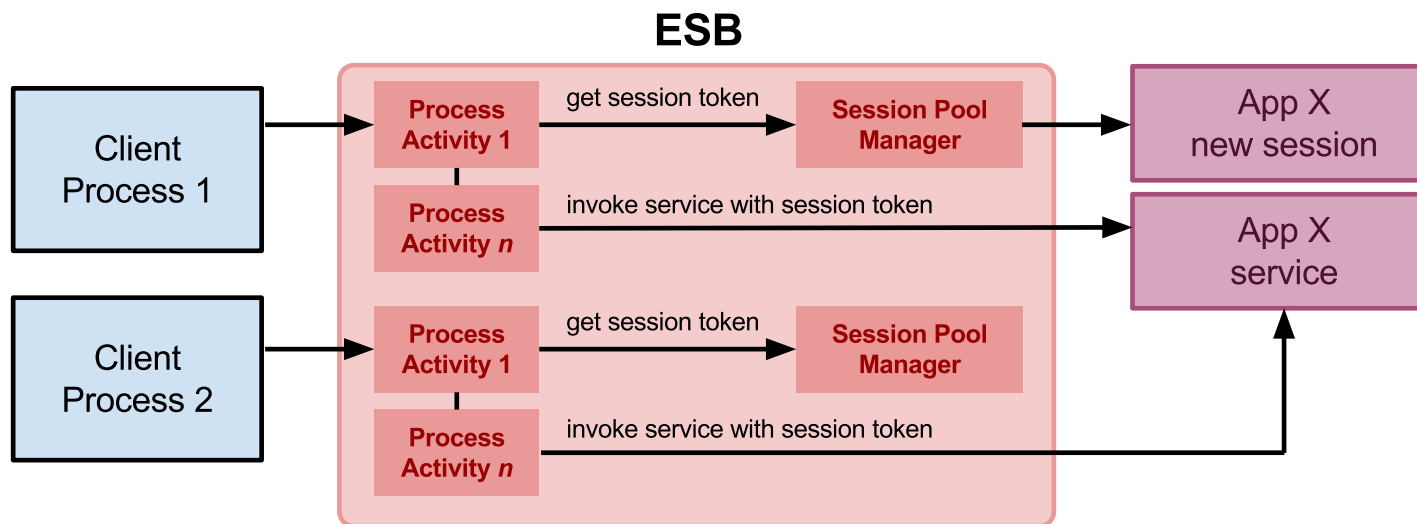 ESB
Client
Process 1
Process
Activity 1
get session token
Session Pool
Manager
App X
new session
Process
Activity n
invoke service with session token
App X
service
Client
Process 2
Process
Activity 1
get session token
Session Pool
Manager
Process
Activity n
invoke service with session token